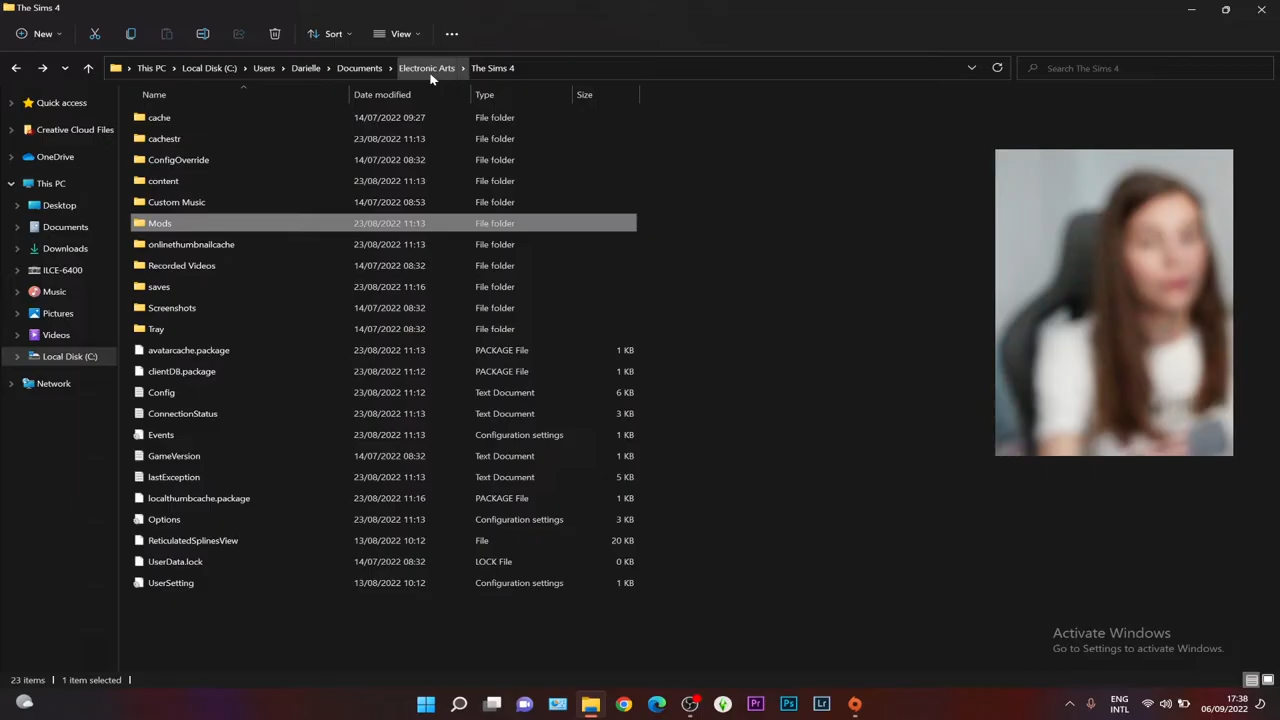 The Sims 4
New
Sort
View
This PC > Local Disk (C:) > Users > Darielle > Documents > Electronic Arts > The Sims 4
Search The Sims 4
Name Date modified Type Size
Quick access
Creative Cloud Files
OneDrive
This PC
Desktop
Documents
Downloads
ILCE-6400
Music
Pictures
Videos
Local Disk (C:)
Network
cache 14/07/2022 09:27 File folder
cachestr 23/08/2022 11:13 File folder
ConfigOverride 14/07/2022 08:32 File folder
content 23/08/2022 11:13 File folder
Custom Music 14/07/2022 08:53 File folder
Mods 23/08/2022 11:13 File folder
onlinethumbnailcache 23/08/2022 11:13 File folder
Recorded Videos 14/07/2022 08:32 File folder
saves 23/08/2022 11:16 File folder
Screenshots 14/07/2022 08:32 File folder
Tray 14/07/2022 08:32 File folder
avatarcache.package 23/08/2022 11:13 PACKAGE File 1 KB
clientDB.package 23/08/2022 11:12 PACKAGE File 1 KB
Config 23/08/2022 11:12 Text Document 6 KB
ConnectionStatus 23/08/2022 11:13 Text Document 3 KB
Events 23/08/2022 11:13 Configuration settings 1 KB
GameVersion 14/07/2022 08:32 Text Document 1 KB
lastException 23/08/2022 11:13 Text Document 5 KB
localthumbcache.package 23/08/2022 11:16 PACKAGE File 1 KB
Options 23/08/2022 11:13 Configuration settings 3 KB
ReticulatedSplinesView 13/08/2022 10:12 File 20 KB
UserData.lock 14/07/2022 08:32 LOCK File 0 KB
UserSetting 13/08/2022 10:12 Configuration settings 1 KB
Activate Windows
Go to Settings to activate Windows.
23 items 1 item selected
Pr
Ps
Lr
ENG
INTL
17:38
06/09/2022